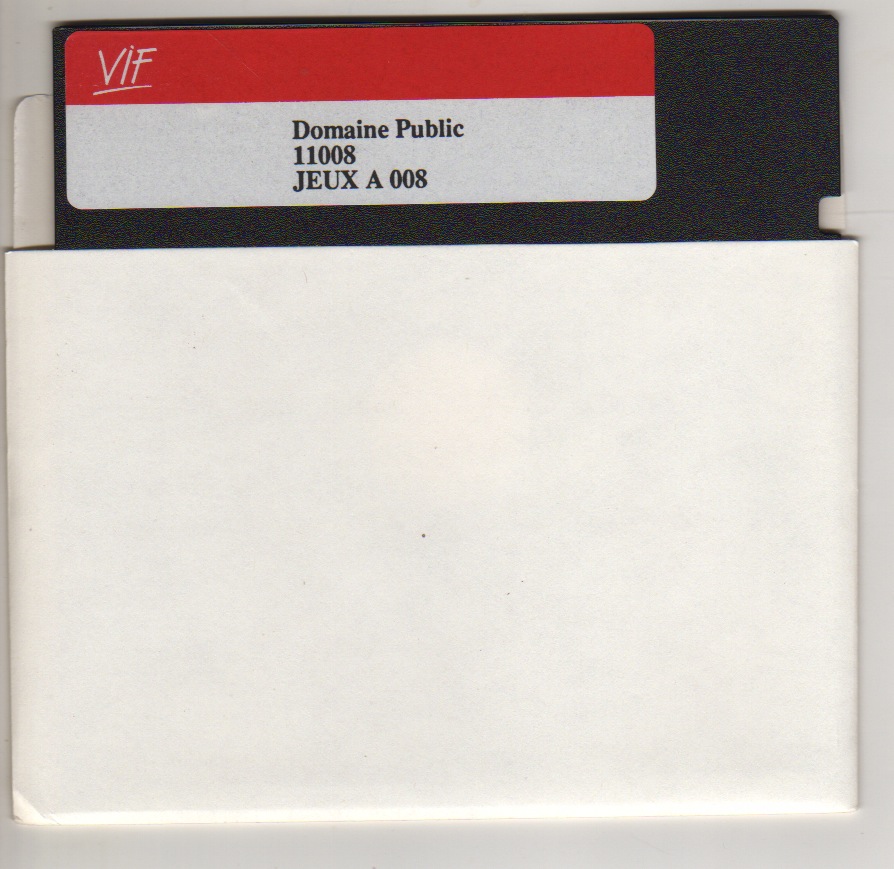 VIF
Domaine Public
11008
JEUX A 008